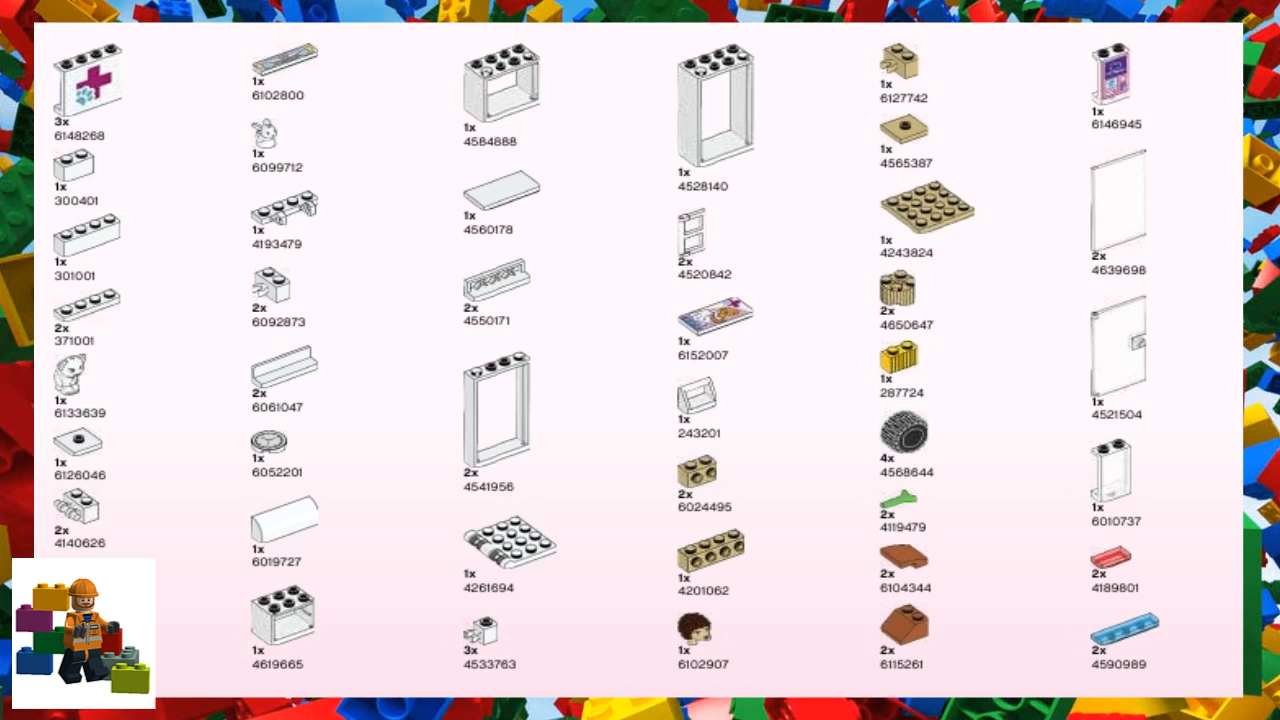 3x
6148268
1x
300401
1x
301001
2x
371001
1x
6133639
1x
6126046
2x
4140626
1x
6102800
1x
6099712
1x
4193479
2x
6092873
2x
6061047
1x
6052201
1x
6019727
1x
4619665
1x
4584888
1x
4560178
2x
4550171
2x
4541956
1x
4261694
3x
4533763
1x
4528140
2x
4520842
1x
6152007
1x
243201
2x
6024495
1x
4201062
1x
6102907
1x
6127742
1x
4565387
1x
4243824
2x
4650647
1x
287724
4x
4568644
2x
4119479
2x
6104344
2x
6115261
1x
6146945
2x
4639698
1x
4521504
1x
6010737
2x
4189801
2x
4590989